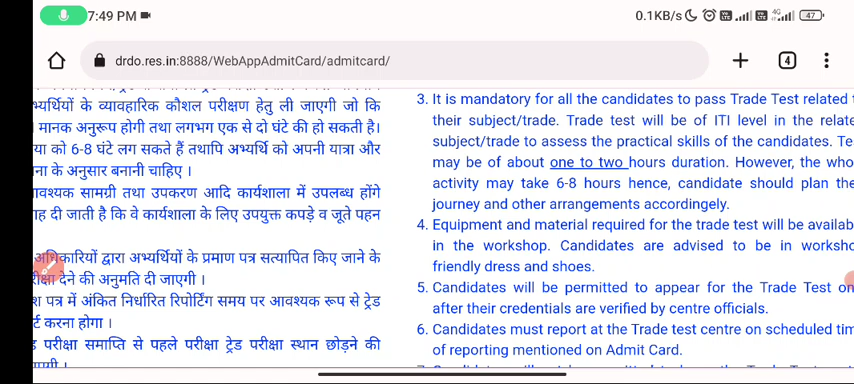 7:49 PM
0.1KB/s
4G
47
drdo.res.in:8888/WebAppAdmitCard/admitcard/
4
भ्यर्थियों के व्यावहारिक कौशल परीक्षण हेतु ली जाएगी जो कि
मानक अनुरूप होगी तथा लगभग एक से दो घंटे की हो सकती है।
या को 6-8 घंटे लग सकते हैं तथापि अभ्यर्थि को अपनी यात्रा और
ना के अनुसार बनानी चाहिए ।
आवश्यक सामग्री तथा उपकरण आदि कार्यशाला में उपलब्ध होंगे
ाह दी जाती है कि वे कार्यशाला के लिए उपयुक्त कपड़े व जूते पहन
अधिकारियों द्वारा अभ्यर्थियों के प्रमाण पत्र सत्यापित किए जाने के
रीक्षा देने की अनुमति दी जाएगी ।
श पत्र में अंकित निर्धारित रिपोर्टिंग समय पर आवश्यक रूप से ट्रेड
र्ट करना होगा ।
ड परीक्षा समाप्ति से पहले परीक्षा ट्रेड परीक्षा स्थान छोड़ने की
3. It is mandatory for all the candidates to pass Trade Test related
their subject/trade. Trade test will be of ITI level in the relate
subject/trade to assess the practical skills of the candidates. Te
may be of about one to two hours duration. However, the who
activity may take 6-8 hours hence, candidate should plan the
journey and other arrangements accordingly.
4. Equipment and material required for the trade test will be availab
in the workshop. Candidates are advised to be in worksho
friendly dress and shoes.
5. Candidates will be permitted to appear for the Trade Test on
after their credentials are verified by centre officials.
6. Candidates must report at the Trade test centre on scheduled tim
of reporting mentioned on Admit Card.